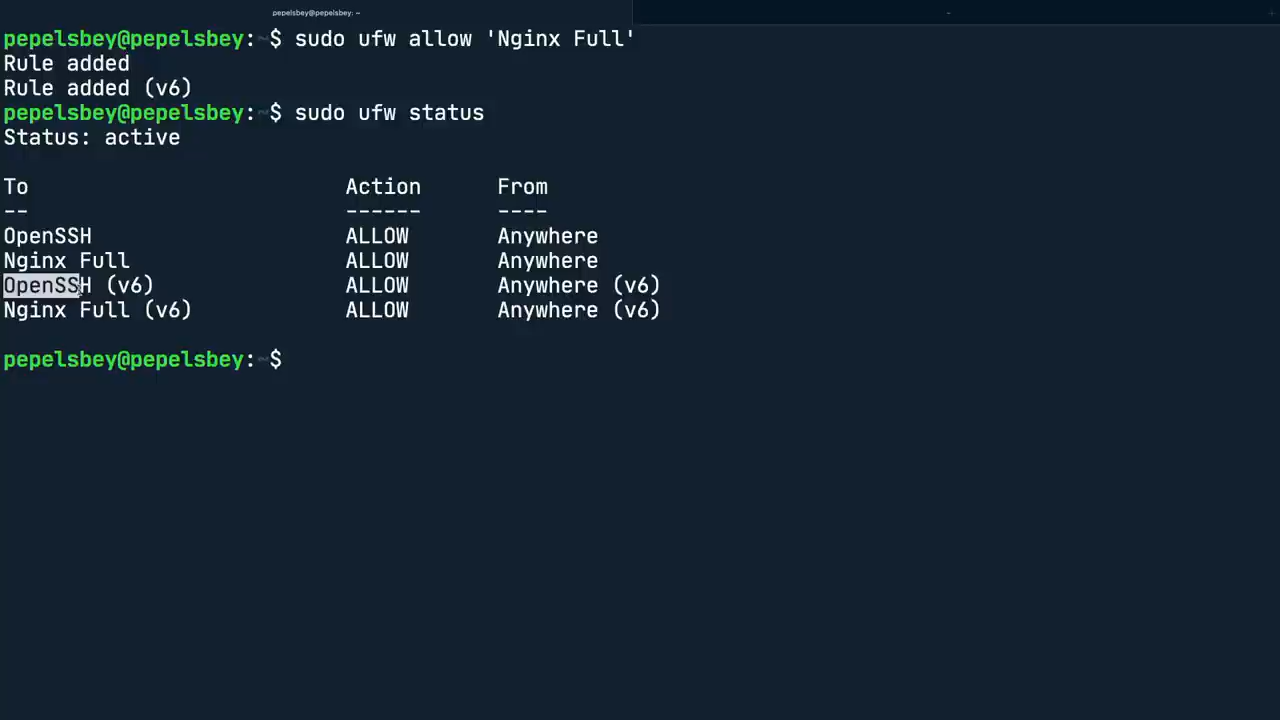 pepelsbey@pepelsbey: ~
~
pepelsbey@pepelsbey:~$ sudo ufw allow 'Nginx Full'
Rule added
Rule added (v6)
pepelsbey@pepelsbey:~$ sudo ufw status
Status: active
To Action From
-- ------ ----
OpenSSH ALLOW Anywhere
Nginx Full ALLOW Anywhere
OpenSSH (v6) ALLOW Anywhere (v6)
Nginx Full (v6) ALLOW Anywhere (v6)
pepelsbey@pepelsbey:~$